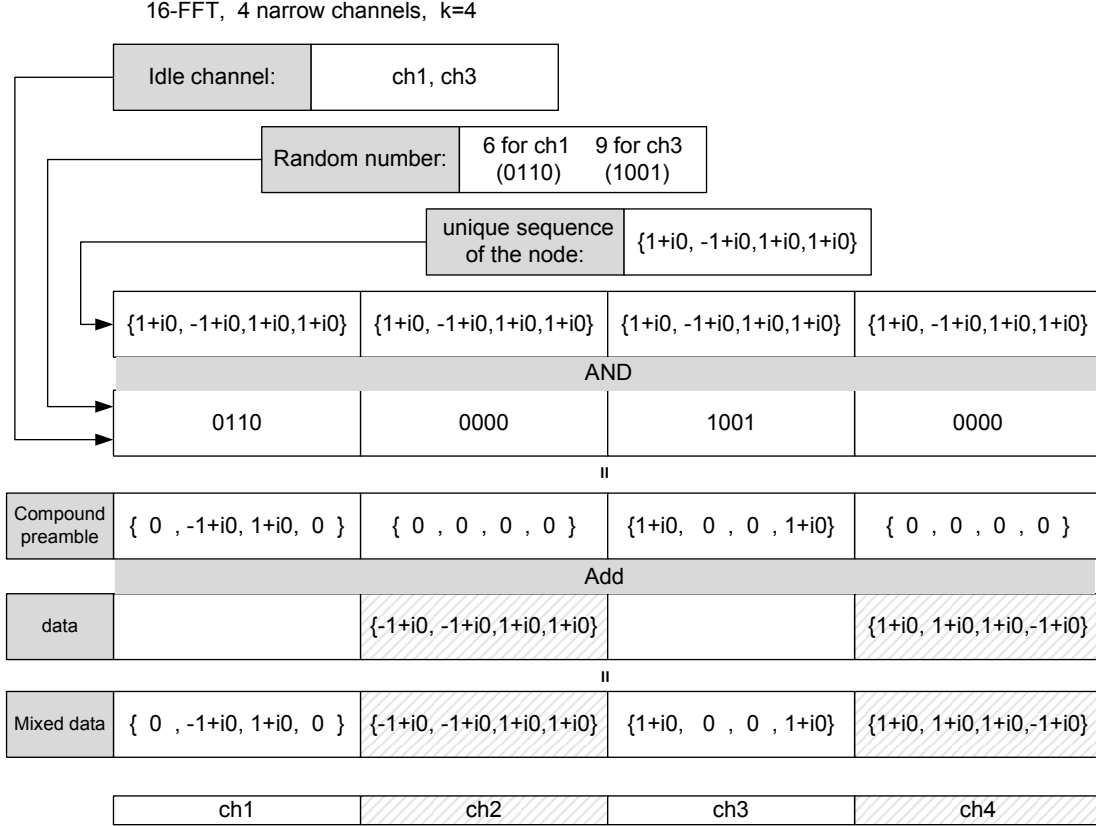 16-FFT, 4 narrow channels, k=4
Idle channel: ch1, ch3
Random number: 6 for ch1 9 for ch3
(0110) (1001)
unique sequence
of the node: {1+i0, -1+i0,1+i0,1+i0}
{1+i0, -1+i0,1+i0,1+i0} {1+i0, -1+i0,1+i0,1+i0} {1+i0, -1+i0,1+i0,1+i0} {1+i0, -1+i0,1+i0,1+i0}
AND
0110 0000 1001 0000
=
Compound
preamble { 0 , -1+i0, 1+i0, 0 } { 0 , 0 , 0 , 0 } {1+i0, 0 , 0 , 1+i0} { 0 , 0 , 0 , 0 }
Add
data {-1+i0, -1+i0,1+i0,1+i0} {1+i0, 1+i0,1+i0,-1+i0}
=
Mixed data { 0 , -1+i0, 1+i0, 0 } {-1+i0, -1+i0,1+i0,1+i0} {1+i0, 0 , 0 , 1+i0} {1+i0, 1+i0,1+i0,-1+i0}
ch1 ch2 ch3 ch4